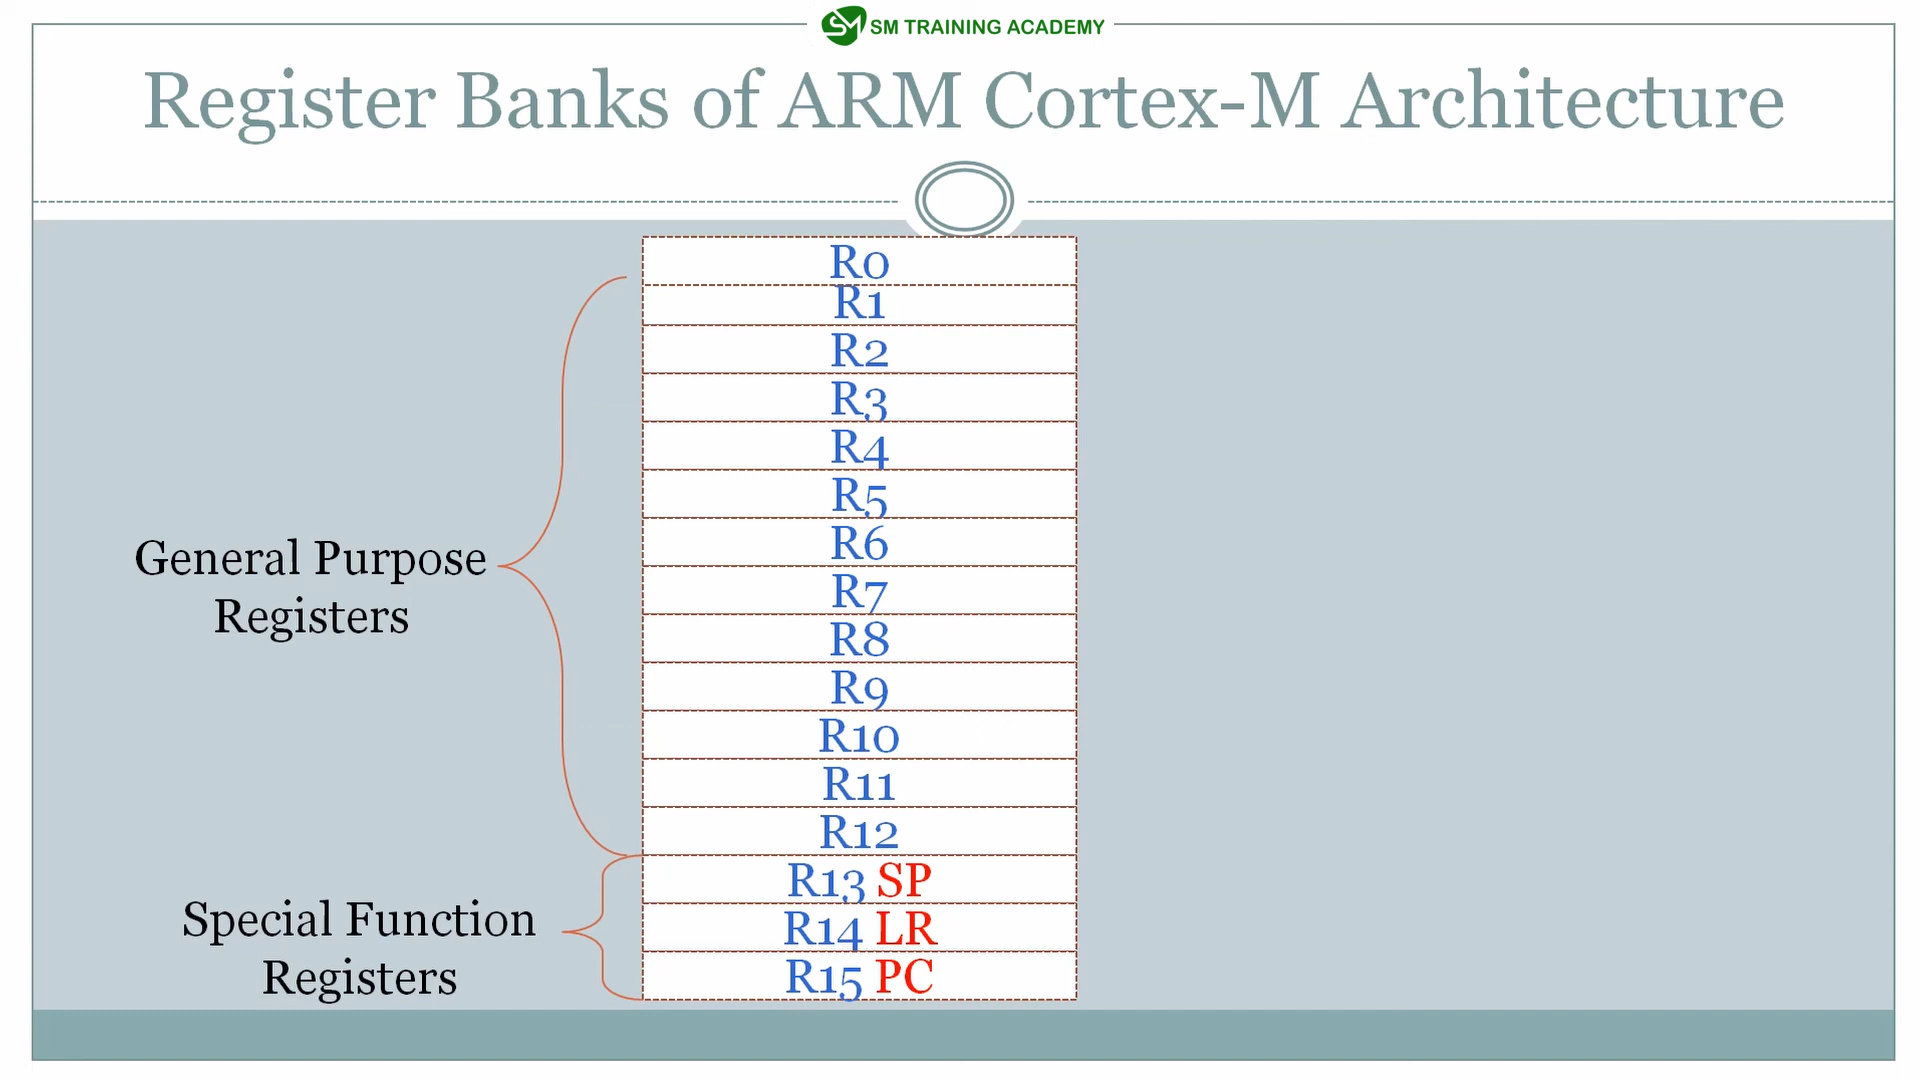 SM TRAINING ACADEMY
Register Banks of ARM Cortex-M Architecture
R0
R1
R2
R3
R4
R5
R6
R7
R8
R9
R10
R11
R12
R13 SP
R14 LR
R15 PC
General Purpose
Registers
Special Function
Registers